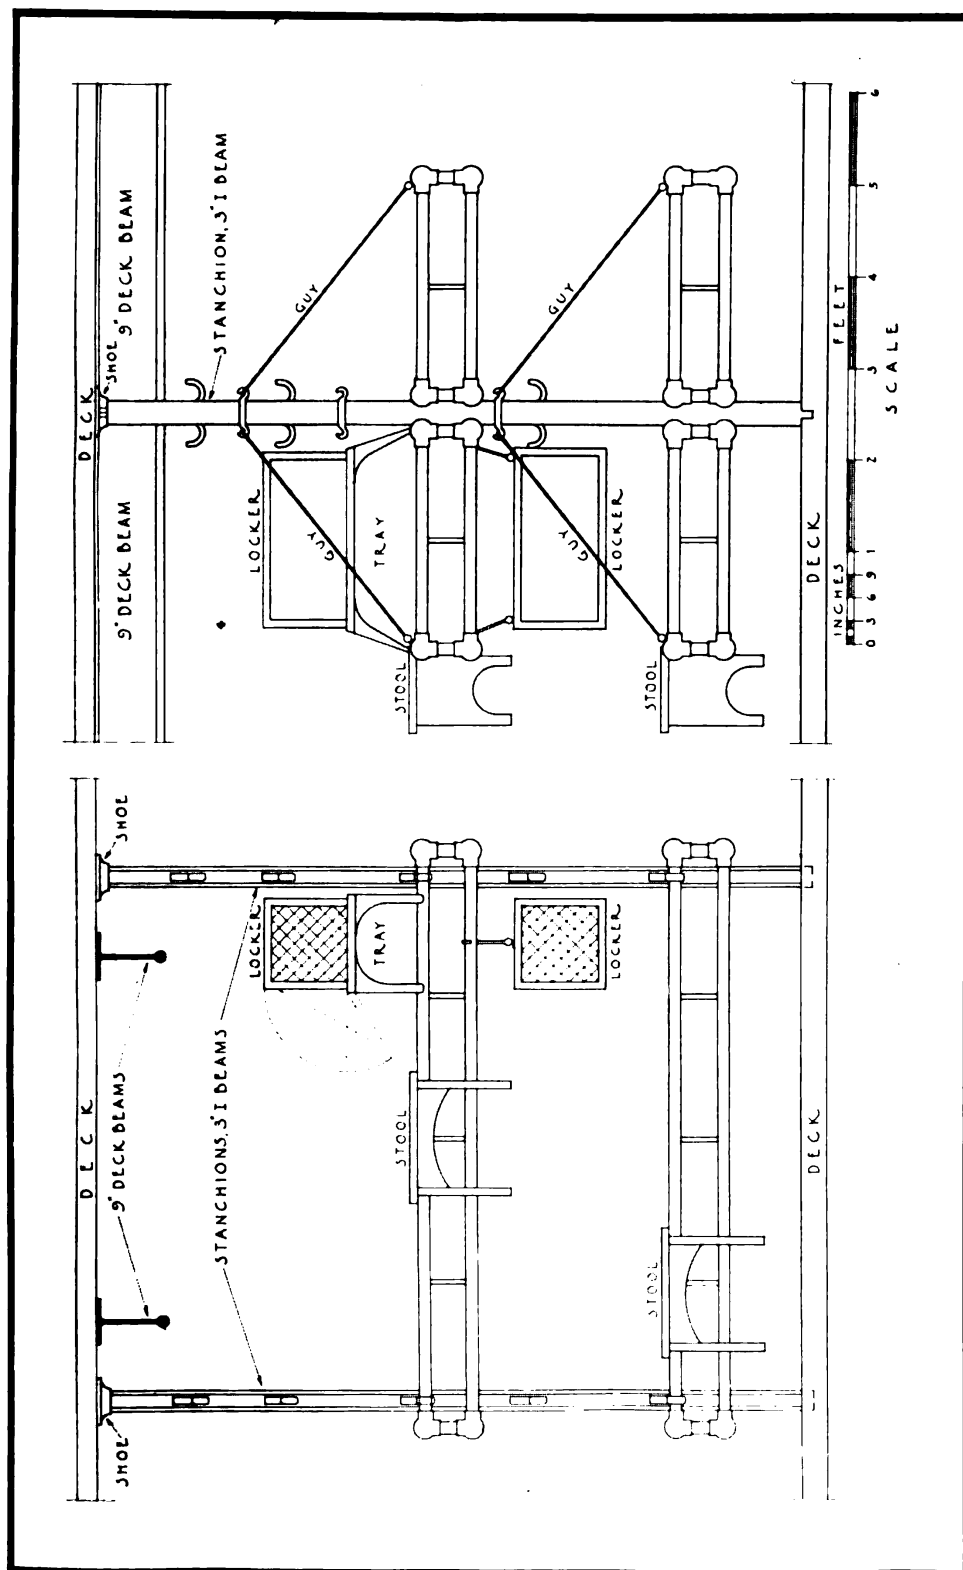 DECK
9" DECK BEAM
SHOE
9" DECK BEAM
STANCHION, 3" I BEAM
GUY
GUY
LOCKER
TRAY
STOOL
GUY
GUY
LOCKER
STOOL
DECK
INCHES
FEET
0 3 6 9 1 2 3 4 5 6
SCALE
DECK
SHOE
SHOE
9" DECK BEAMS
STANCHIONS, 3" I BEAMS
LOCKER
TRAY
STOOL
LOCKER
STOOL
DECK